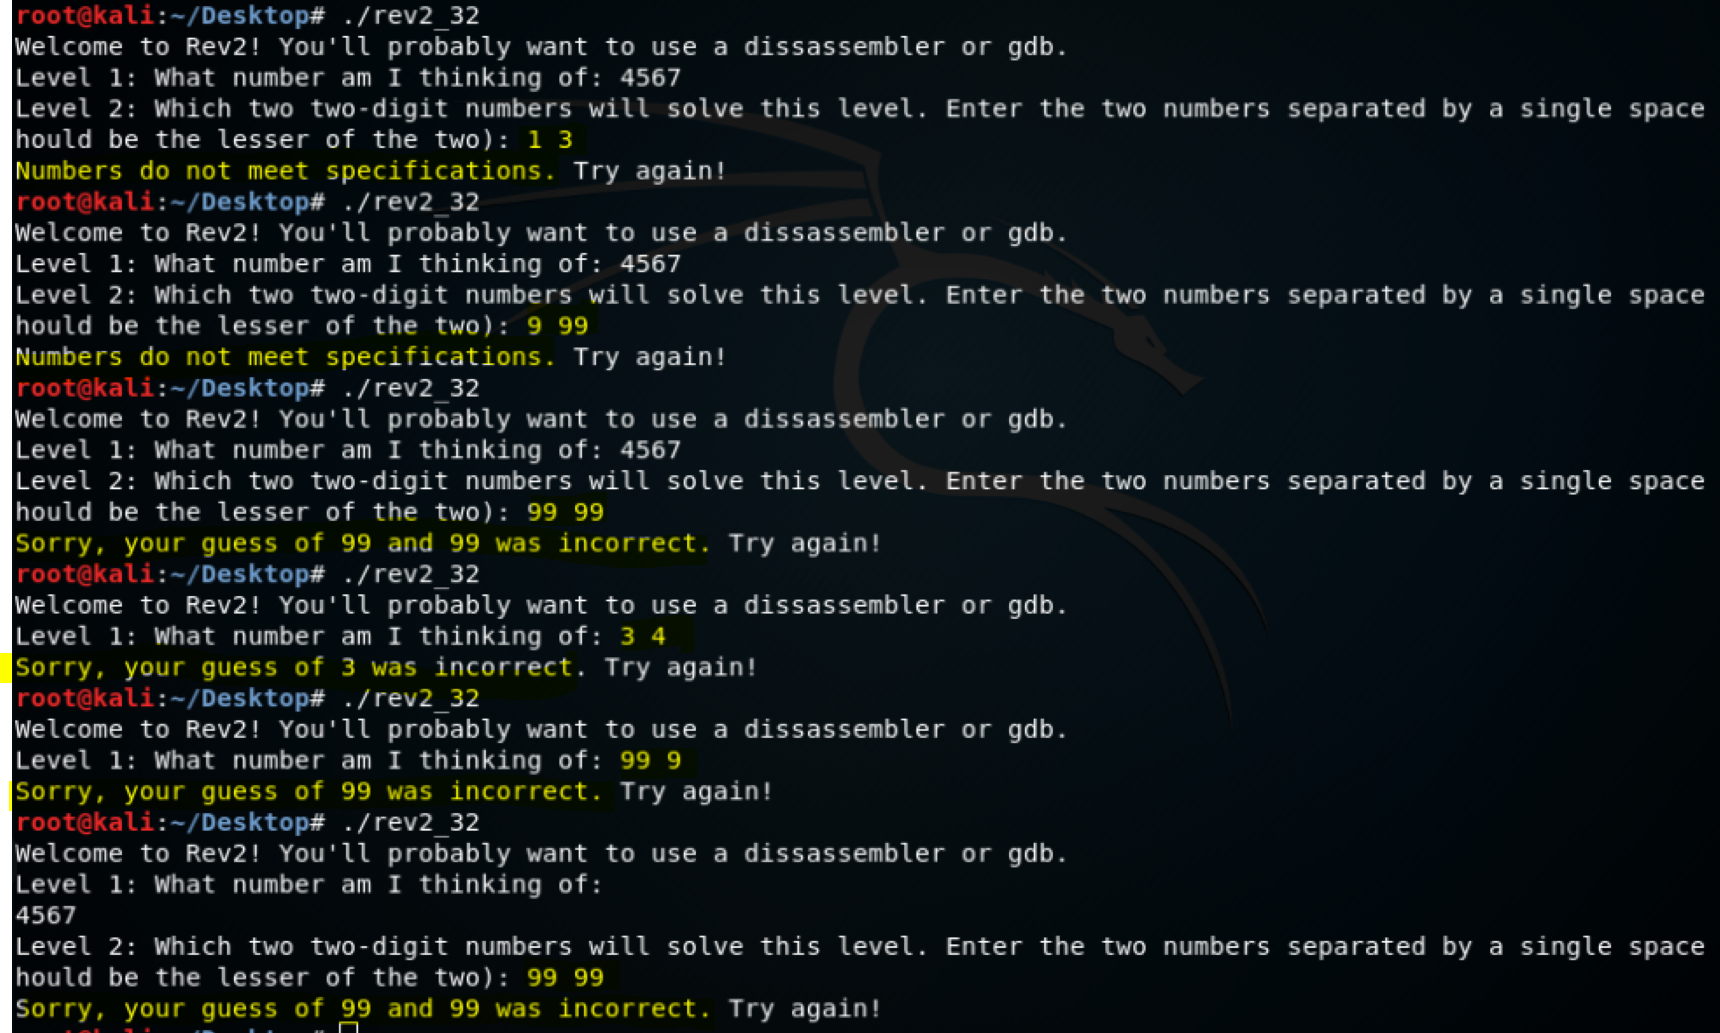 root@kali:~/Desktop# ./rev2_32
Welcome to Rev2! You'll probably want to use a dissassembler or gdb.
Level 1: What number am I thinking of: 4567
Level 2: Which two two-digit numbers will solve this level. Enter the two numbers separated by a single space
hould be the lesser of the two): 1 3
Numbers do not meet specifications. Try again!
root@kali:~/Desktop# ./rev2_32
Welcome to Rev2! You'll probably want to use a dissassembler or gdb.
Level 1: What number am I thinking of: 4567
Level 2: Which two two-digit numbers will solve this level. Enter the two numbers separated by a single space
hould be the lesser of the two): 9 99
Numbers do not meet specifications. Try again!
root@kali:~/Desktop# ./rev2_32
Welcome to Rev2! You'll probably want to use a dissassembler or gdb.
Level 1: What number am I thinking of: 4567
Level 2: Which two two-digit numbers will solve this level. Enter the two numbers separated by a single space
hould be the lesser of the two): 99 99
Sorry, your guess of 99 and 99 was incorrect. Try again!
root@kali:~/Desktop# ./rev2_32
Welcome to Rev2! You'll probably want to use a dissassembler or gdb.
Level 1: What number am I thinking of: 3 4
Sorry, your guess of 3 was incorrect. Try again!
root@kali:~/Desktop# ./rev2_32
Welcome to Rev2! You'll probably want to use a dissassembler or gdb.
Level 1: What number am I thinking of: 99 9
Sorry, your guess of 99 was incorrect. Try again!
root@kali:~/Desktop# ./rev2_32
Welcome to Rev2! You'll probably want to use a dissassembler or gdb.
Level 1: What number am I thinking of:
4567
Level 2: Which two two-digit numbers will solve this level. Enter the two numbers separated by a single space
hould be the lesser of the two): 99 99
Sorry, your guess of 99 and 99 was incorrect. Try again!